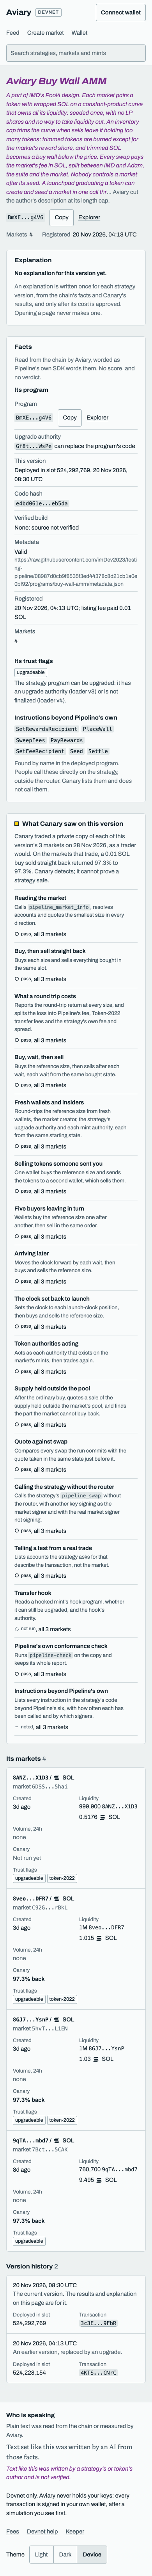 Aviary DEVNET Connect wallet
Feed Create market Wallet
Search strategies, markets and mints
Aviary Buy Wall AMM
A port of IMD's Pool4 design. Each market pairs a
token with wrapped SOL on a constant-product curve
that owns all its liquidity: seeded once, with no LP
shares and no way to take liquidity out. An inventory
cap trims the curve when sells leave it holding too
many tokens; trimmed tokens are burned except for
the market's reward share, and trimmed SOL
becomes a buy wall below the price. Every swap pays
the market's fee in SOL, split between IMD and Adam,
the suite and the market. Nobody controls a market
after its seed. A launchpad graduating a token can
create and seed a market in one call the r… Aviary cut
the author's description at its length cap.
BmXE...g4V6 Copy Explorer
Markets 4 Registered 20 Nov 2026, 04:13 UTC
Explanation
No explanation for this version yet.
An explanation is written once for each strategy
version, from the chain's facts and Canary's
results, and only after its cost is approved.
Opening a page never makes one.
Facts
Read from the chain by Aviary, worded as
Pipeline's own SDK words them. No score, and
no verdict.
Its program
Program
BmXE...g4V6 Copy Explorer
Upgrade authority
Gf8t...WsPe can replace the program's code
This version
Deployed in slot 524,292,769, 20 Nov 2026,
08:30 UTC
Code hash
e4bd061e...eb5da
Verified build
None: source not verified
Metadata
Valid
Registered
20 Nov 2026, 04:13 UTC; listing fee paid 0.01
SOL
Markets
4
Its trust flags
upgradeable
The strategy program can be upgraded: it has
an upgrade authority (loader v3) or is not
finalized (loader v4).
Instructions beyond Pipeline's own
SetRewardsRecipient PlaceWall
SweepFees PayRewards
SetFeeRecipient Seed Settle
Found by name in the deployed program.
People call these directly on the strategy,
outside the router. Canary lists them and does
not call them.
What Canary saw on this version
Canary traded a private copy of each of this
version's 3 markets on 28 Nov 2026, as a trader
would. On the markets that trade, a 0.01 SOL
buy sold straight back returned 97.3% to
97.3%. Canary detects; it cannot prove a
strategy safe.
Reading the market
Calls pipeline_market_info, resolves
accounts and quotes the smallest size in every
direction.
pass, all 3 markets
Buy, then sell straight back
Buys each size and sells everything bought in
the same slot.
pass, all 3 markets
What a round trip costs
Reports the round-trip return at every size, and
splits the loss into Pipeline's fee, Token-2022
transfer fees and the strategy's own fee and
spread.
pass, all 3 markets
Buy, wait, then sell
Buys the reference size, then sells after each
wait, each wait from the same bought state.
pass, all 3 markets
Fresh wallets and insiders
Round-trips the reference size from fresh
wallets, the market creator, the strategy's
upgrade authority and each mint authority, each
from the same starting state.
pass, all 3 markets
Selling tokens someone sent you
One wallet buys the reference size and sends
the tokens to a second wallet, which sells them.
pass, all 3 markets
Five buyers leaving in turn
Wallets buy the reference size one after
another, then sell in the same order.
pass, all 3 markets
Arriving later
Moves the clock forward by each wait, then
buys and sells the reference size.
pass, all 3 markets
The clock set back to launch
Sets the clock to each launch-clock position,
then buys and sells the reference size.
pass, all 3 markets
Token authorities acting
Acts as each authority that exists on the
market's mints, then trades again.
pass, all 3 markets
Supply held outside the pool
After the ordinary buy, quotes a sale of the
supply held outside the market's pool, and finds
the part the market cannot buy back.
pass, all 3 markets
Quote against swap
Compares every swap the run commits with the
quote taken in the same state just before it.
pass, all 3 markets
Calling the strategy without the router
Calls the strategy's pipeline_swap without
the router, with another key signing as the
market signer and with the real market signer
not signing.
pass, all 3 markets
Telling a test from a real trade
Lists accounts the strategy asks for that
describe the transaction, not the market.
pass, all 3 markets
Transfer hook
Reads a hooked mint's hook program, whether
it can still be upgraded, and the hook's
authority.
not run, all 3 markets
Pipeline's own conformance check
Runs pipeline-check on the copy and
keeps its whole report.
pass, all 3 markets
Instructions beyond Pipeline's own
Lists every instruction in the strategy's code
beyond Pipeline's six, with how often each has
been called and by which signers.
noted, all 3 markets
Its markets 4
8ANZ...X1D3 / SOL
market 6DSS...5hai
Created Liquidity
3d ago 999,900 8ANZ...X1D3
0.5176 SOL
Volume, 24h
none
Canary
Not run yet
Trust flags
upgradeable token-2022
8veo...DFR7 / SOL
market C92G...rBkL
Created Liquidity
3d ago 1M 8veo...DFR7
1.015 SOL
Volume, 24h
none
Canary
97.3% back
Trust flags
upgradeable token-2022
8GJ7...YsnP / SOL
market 5hvT...L1EN
Created Liquidity
3d ago 1M 8GJ7...YsnP
1.03 SOL
Volume, 24h
none
Canary
97.3% back
Trust flags
upgradeable token-2022
9qTA...mbd7 / SOL
market 78ct...5CAK
Created Liquidity
8d ago 760,700 9qTA...mbd7
9.495 SOL
Volume, 24h
none
Canary
97.3% back
Trust flags
upgradeable
Version history 2
20 Nov 2026, 08:30 UTC
The current version. The results and explanation
on this page are for it.
Deployed in slot Transaction
524,292,769 3c3E...9FbR
20 Nov 2026, 04:13 UTC
An earlier version, replaced by an upgrade.
Deployed in slot Transaction
524,228,154 4KTS...CNrC
Who is speaking
Plain text was read from the chain or measured by
Aviary.
Text set like this was written by an AI from
those facts.
Text like this was written by a strategy's or token's
author and is not verified.
Devnet only. Aviary never holds your keys: every
transaction is signed in your own wallet, after a
simulation you see first.
Fees Devnet help Keeper
Theme Light Dark Device